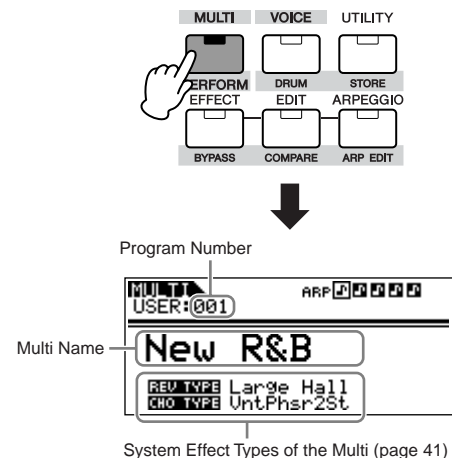 MULTI VOICE UTILITY
PERFORM DRUM STORE
EFFECT EDIT ARPEGGIO
BYPASS COMPARE ARP EDIT
Program Number
MULTI ARP
USER:001
Multi Name
New R&B
REV TYPE Large Hall
CHO TYPE VntPhsr2St
System Effect Types of the Multi (page 41)